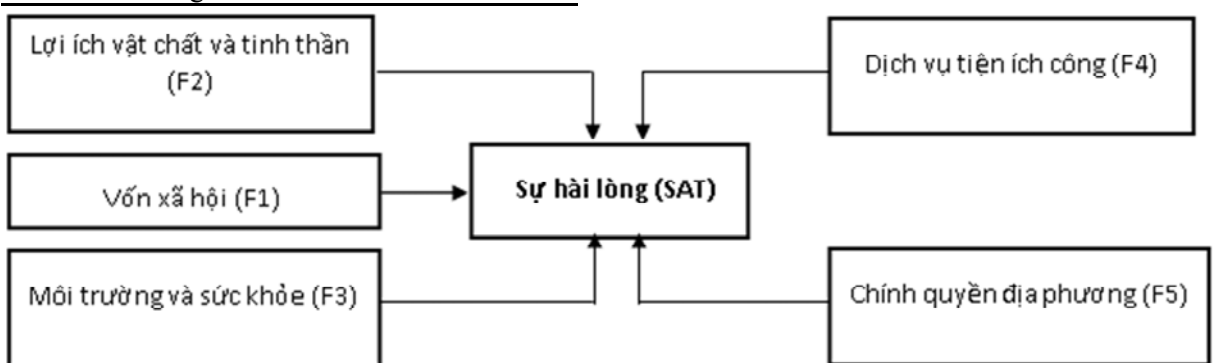 Lợi ích vật chất và tinh thần
(F2)
Dịch vụ tiện ích công (F4)
Sự hài lòng (SAT)
Vốn xã hội (F1)
Môi trường và sức khỏe (F3)
Chính quyền địa phương (F5)